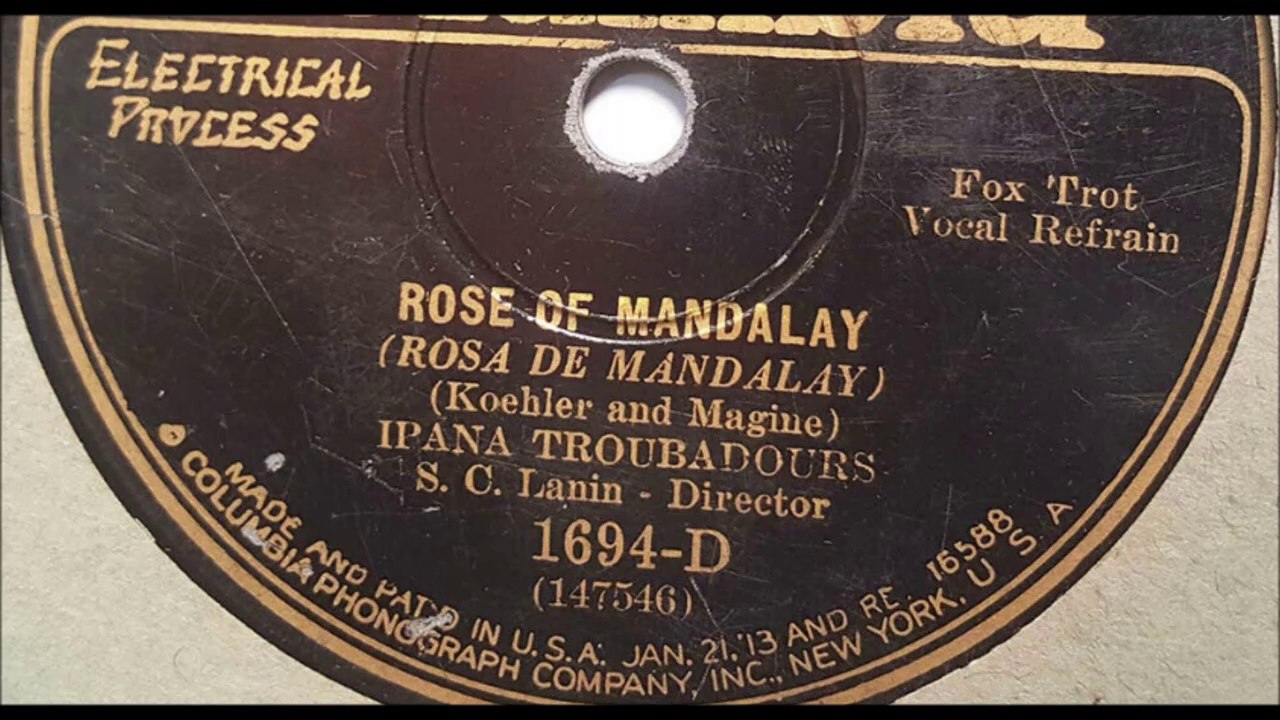 ELECTRICAL
PROCESS
Fox Trot
Vocal Refrain
ROSE OF MANDALAY
(ROSA DE MANDALAY)
(Koehler and Magine)
IPANA TROUBADOURS
S. C. Lanin - Director
1694-D
(147546)
MADE AND PAT'D IN U.S.A. JAN. 21, '13 AND RE. 16588
COLUMBIA PHONOGRAPH COMPANY, INC., NEW YORK, U S. A